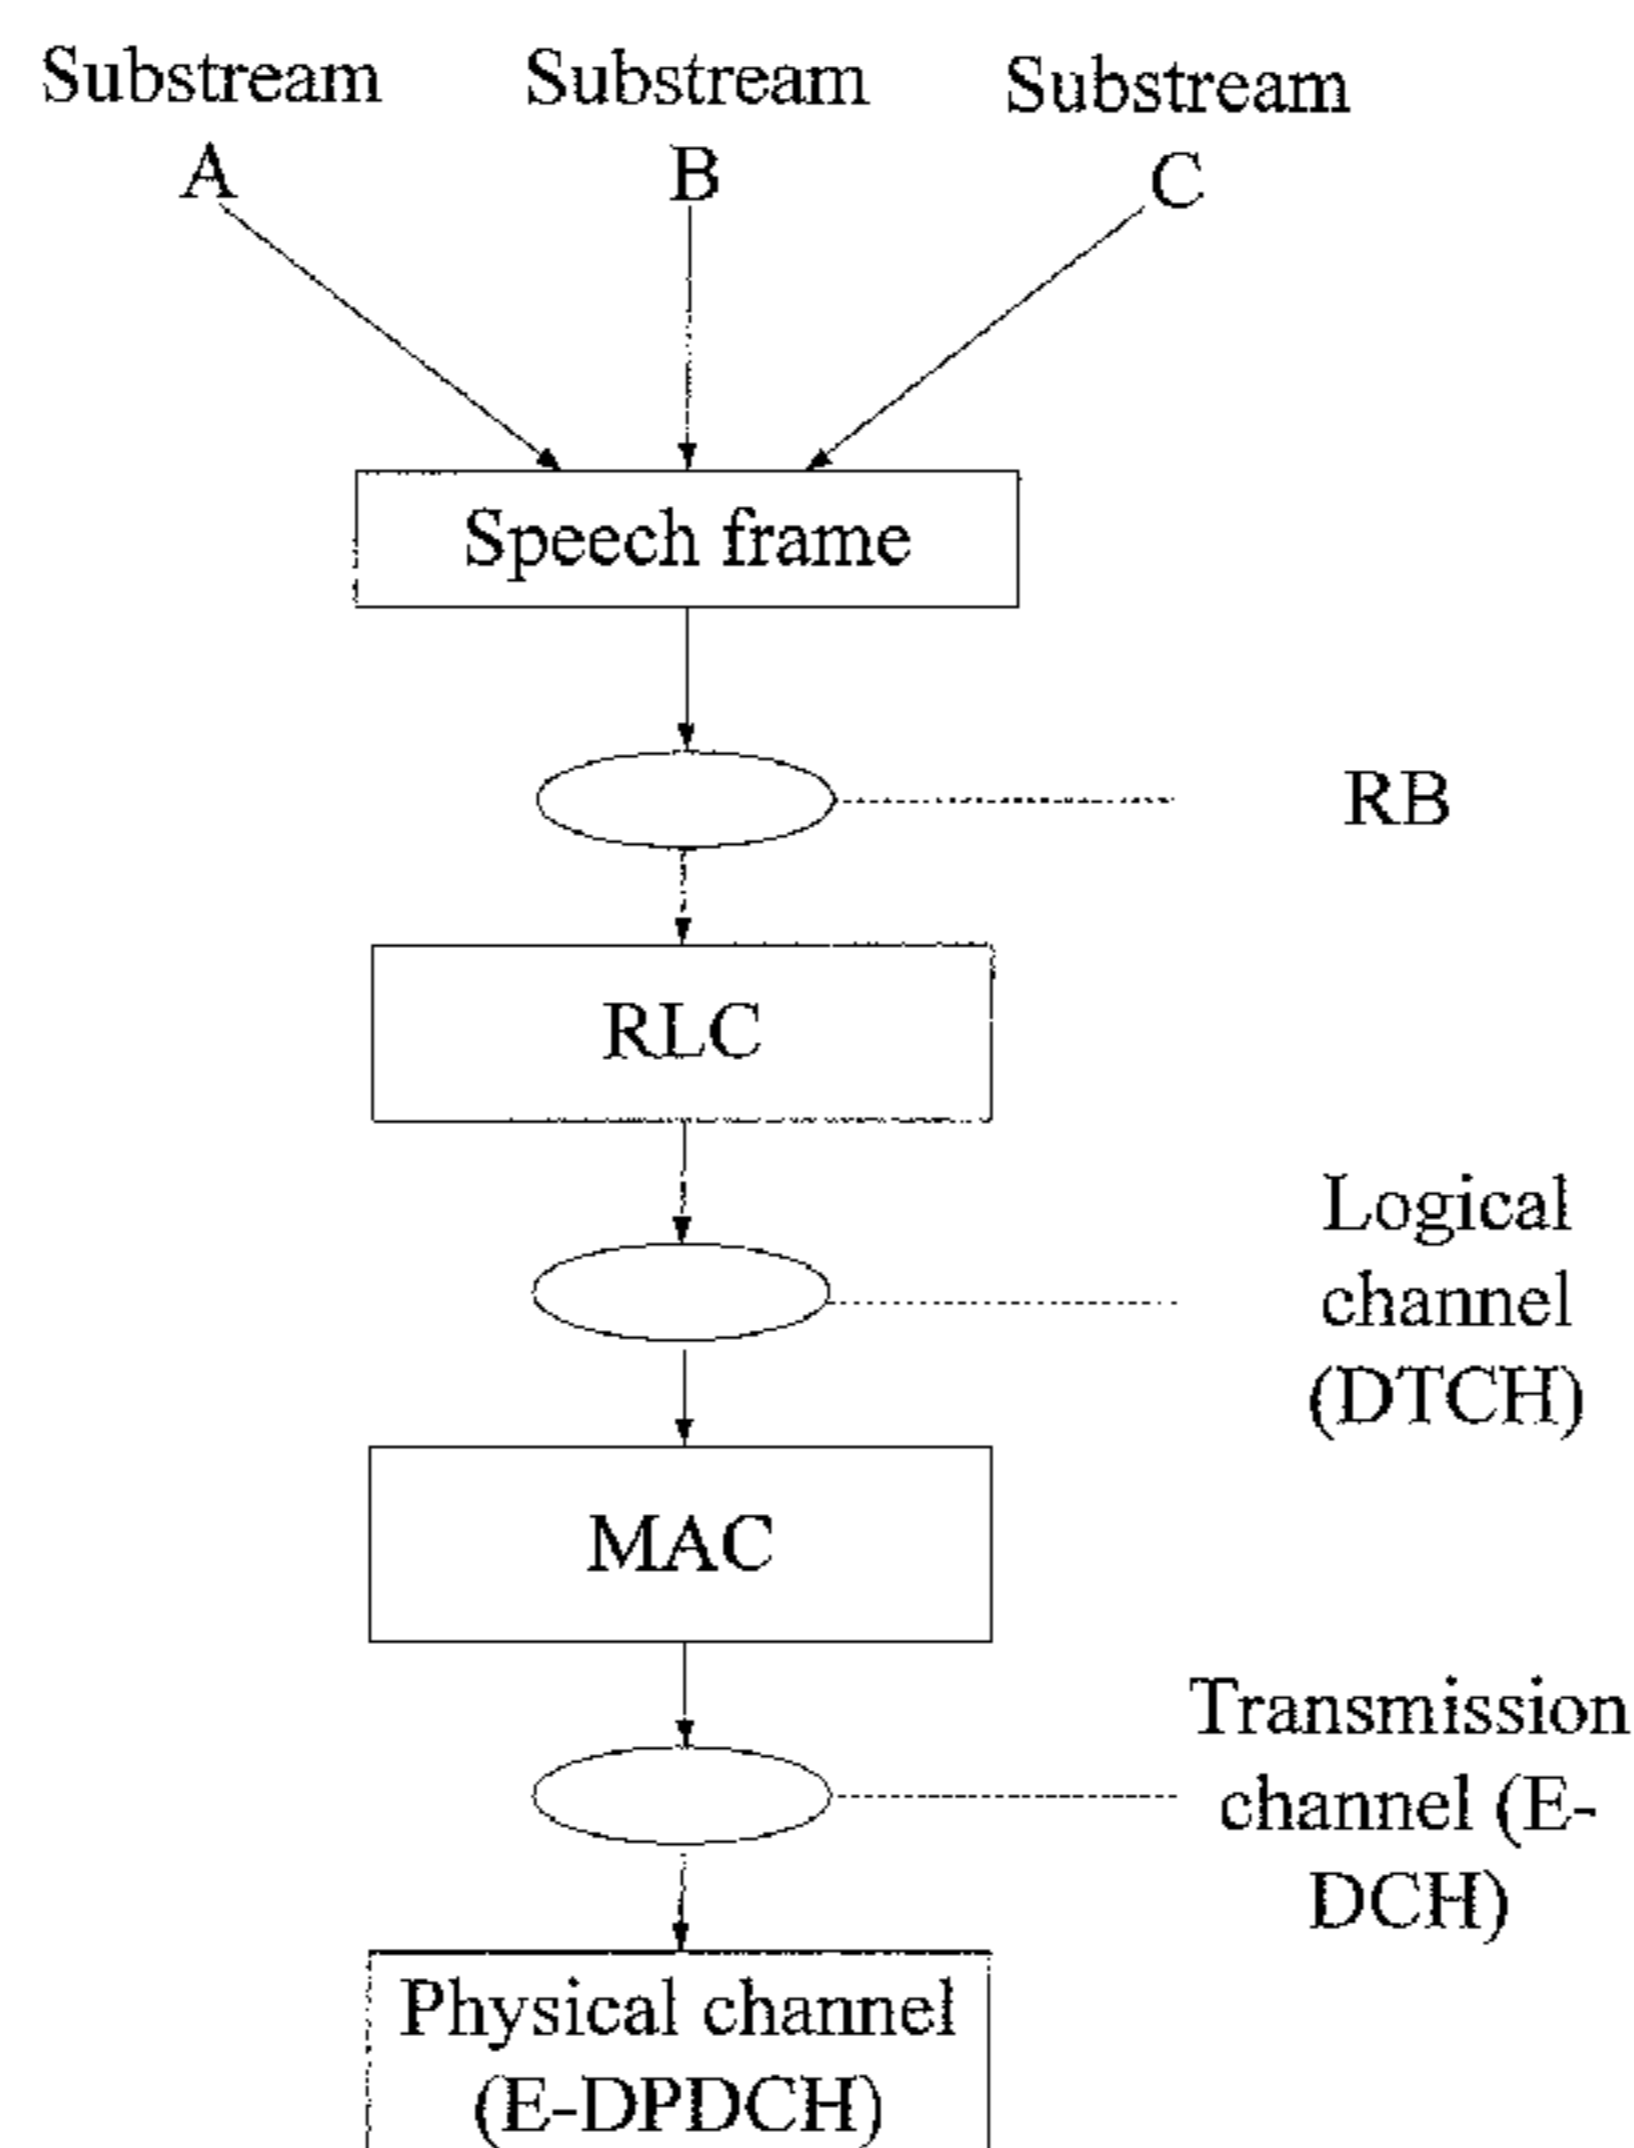 Substream
A
Substream
B
Substream
C
Speech frame
RB
RLC
Logical
channel
(DTCH)
MAC
Transmission
channel (E-
DCH)
Physical channel
(E-DPDCH)